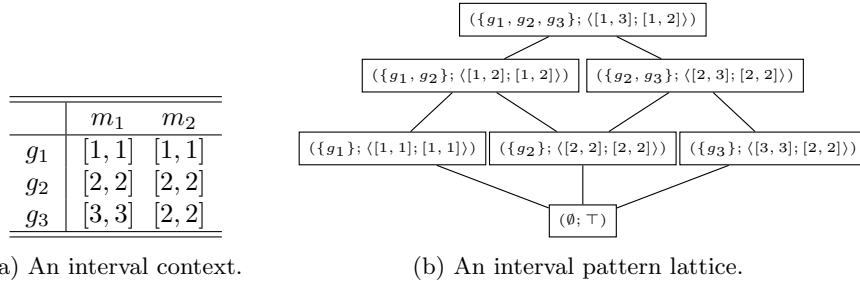 ({g₁, g₂, g₃}; ⟨[1, 3]; [1, 2]⟩)
({g₁, g₂}; ⟨[1, 2]; [1, 2]⟩) ({g₂, g₃}; ⟨[2, 3]; [2, 2]⟩)
({g₁}; ⟨[1, 1]; [1, 1]⟩) ({g₂}; ⟨[2, 2]; [2, 2]⟩) ({g₃}; ⟨[3, 3]; [2, 2]⟩)
(∅; ⊤)
m₁ m₂
g₁ [1, 1] [1, 1]
g₂ [2, 2] [2, 2]
g₃ [3, 3] [2, 2]
a) An interval context.
(b) An interval pattern lattice.